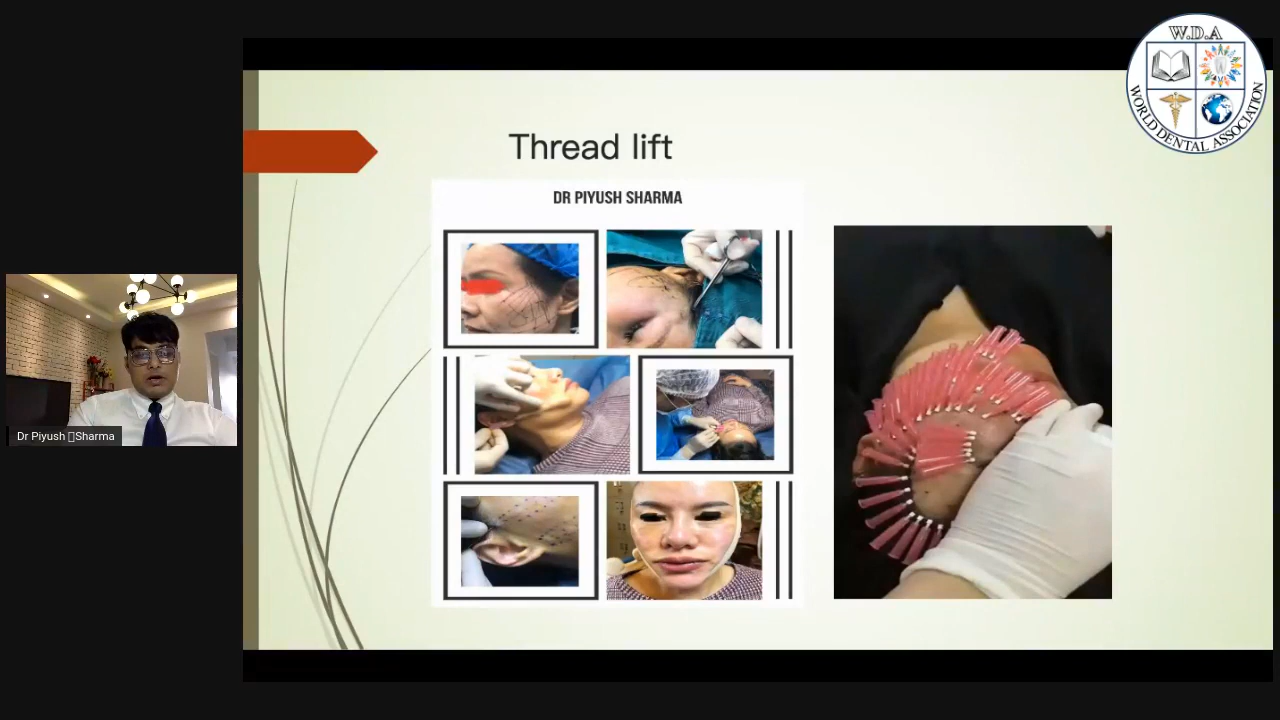 W.D.A
WORLD DENTAL ASSOCIATION
Thread lift
DR PIYUSH SHARMA
Dr Piyush Sharma